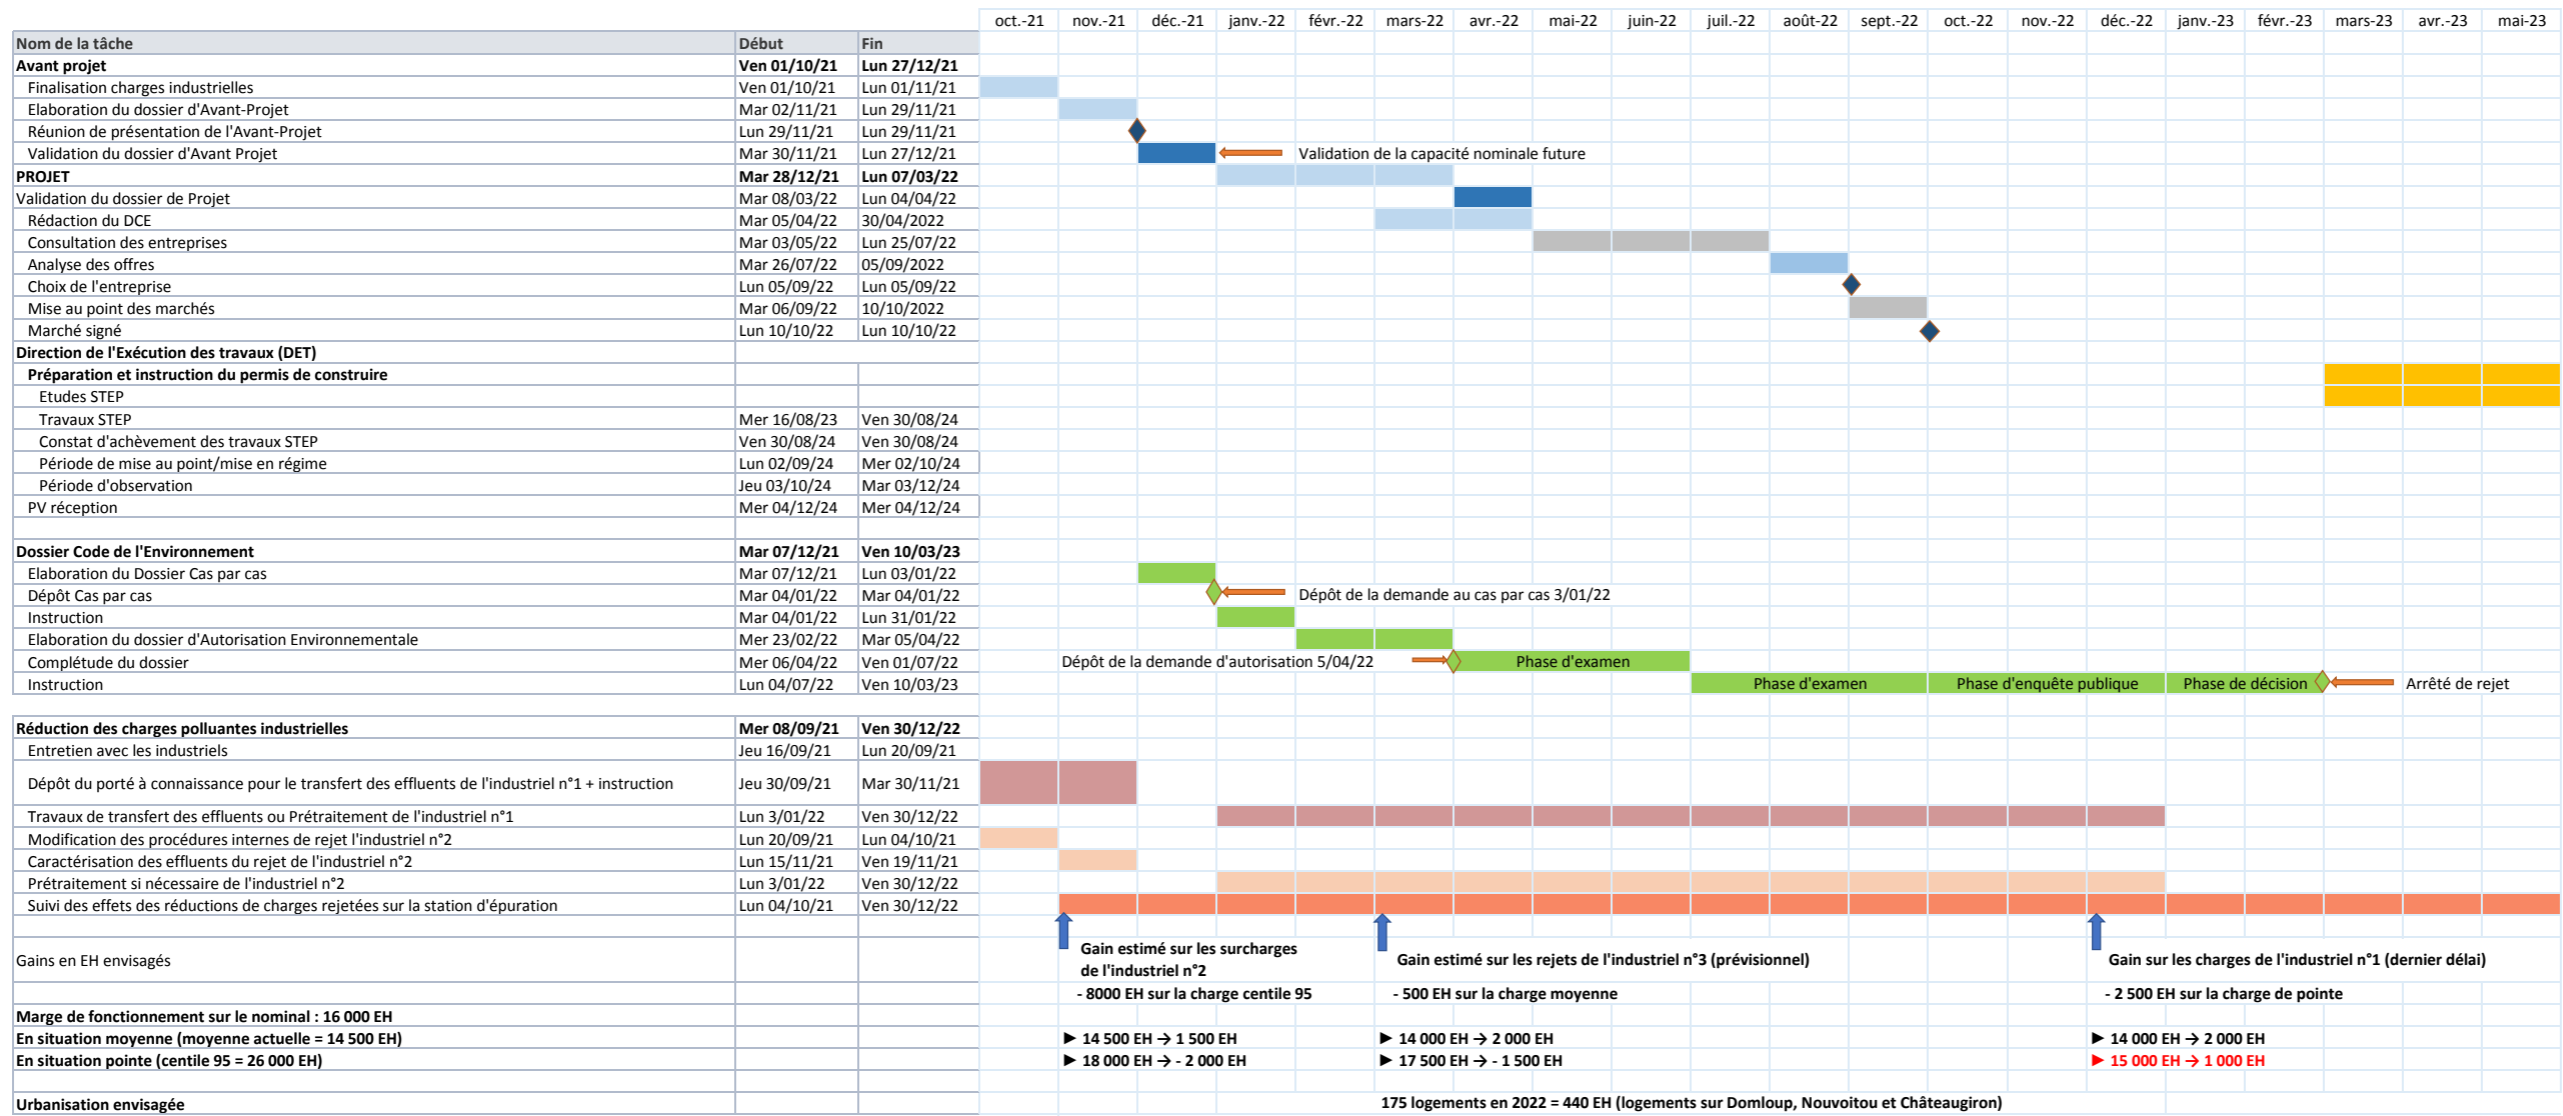 oct.-21 nov.-21 déc.-21 janv.-22 févr.-22 mars-22 avr.-22 mai-22 juin-22 juil.-22 août-22 sept.-22 oct.-22 nov.-22 déc.-22 janv.-23 févr.-23 mars-23 avr.-23 mai-23
Nom de la tâche Début Fin
Avant projet Ven 01/10/21 Lun 27/12/21
Finalisation charges industrielles Ven 01/10/21 Lun 01/11/21
Elaboration du dossier d'Avant-Projet Mar 02/11/21 Lun 29/11/21
Réunion de présentation de l'Avant-Projet Lun 29/11/21 Lun 29/11/21
Validation du dossier d'Avant Projet Mar 30/11/21 Lun 27/12/21 Validation de la capacité nominale future
PROJET Mar 28/12/21 Lun 07/03/22
Validation du dossier de Projet Mar 08/03/22 Lun 04/04/22
Rédaction du DCE Mar 05/04/22 30/04/2022
Consultation des entreprises Mar 03/05/22 Lun 25/07/22
Analyse des offres Mar 26/07/22 05/09/2022
Choix de l'entreprise Lun 05/09/22 Lun 05/09/22
Mise au point des marchés Mar 06/09/22 10/10/2022
Marché signé Lun 10/10/22 Lun 10/10/22
Direction de l'Exécution des travaux (DET)
Préparation et instruction du permis de construire
Etudes STEP
Travaux STEP Mer 16/08/23 Ven 30/08/24
Constat d'achèvement des travaux STEP Ven 30/08/24 Ven 30/08/24
Période de mise au point/mise en régime Lun 02/09/24 Mer 02/10/24
Période d'observation Jeu 03/10/24 Mar 03/12/24
PV réception Mer 04/12/24 Mer 04/12/24
Dossier Code de l'Environnement Mar 07/12/21 Ven 10/03/23
Elaboration du Dossier Cas par cas Mar 07/12/21 Lun 03/01/22
Dépôt Cas par cas Mar 04/01/22 Mar 04/01/22 Dépôt de la demande au cas par cas 3/01/22
Instruction Mar 04/01/22 Lun 31/01/22
Elaboration du dossier d'Autorisation Environnementale Mer 23/02/22 Mar 05/04/22
Complétude du dossier Mer 06/04/22 Ven 01/07/22 Dépôt de la demande d'autorisation 5/04/22 Phase d'examen
Instruction Lun 04/07/22 Ven 10/03/23 Phase d'examen Phase d'enquête publique Phase de décision Arrêté de rejet
Réduction des charges polluantes industrielles Mer 08/09/21 Ven 30/12/22
Entretien avec les industriels Jeu 16/09/21 Lun 20/09/21
Dépôt du porté à connaissance pour le transfert des effluents de l'industriel n°1 + instruction Jeu 30/09/21 Mar 30/11/21
Travaux de transfert des effluents ou Prétraitement de l'industriel n°1 Lun 3/01/22 Ven 30/12/22
Modification des procédures internes de rejet l'industriel n°2 Lun 20/09/21 Lun 04/10/21
Caractérisation des effluents du rejet de l'industriel n°2 Lun 15/11/21 Ven 19/11/21
Prétraitement si nécessaire de l'industriel n°2 Lun 3/01/22 Ven 30/12/22
Suivi des effets des réductions de charges rejetées sur la station d'épuration Lun 04/10/21 Ven 30/12/22
Gains en EH envisagés
Gain estimé sur les surcharges
de l'industriel n°2
Gain estimé sur les rejets de l'industriel n°3 (prévisionnel)
Gain sur les charges de l'industriel n°1 (dernier délai)
- 8000 EH sur la charge centile 95 - 500 EH sur la charge moyenne - 2 500 EH sur la charge de pointe
Marge de fonctionnement sur le nominal : 16 000 EH
En situation moyenne (moyenne actuelle = 14 500 EH) ► 14 500 EH → 1 500 EH ► 14 000 EH → 2 000 EH ► 14 000 EH → 2 000 EH
En situation pointe (centile 95 = 26 000 EH) ► 18 000 EH → - 2 000 EH ► 17 500 EH → - 1 500 EH ► 15 000 EH → 1 000 EH
Urbanisation envisagée 175 logements en 2022 = 440 EH (logements sur Domloup, Nouvoitou et Châteaugiron)